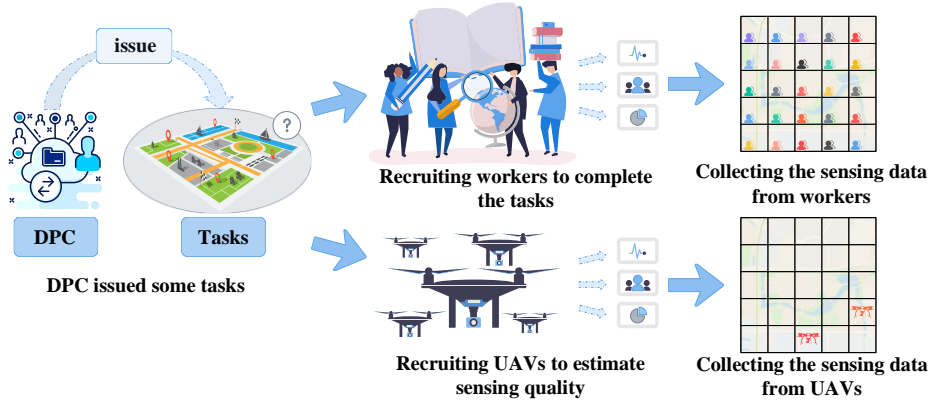 issue
?
DPC
Tasks
DPC issued some tasks
Recruiting workers to complete
the tasks
Collecting the sensing data
from workers
Recruiting UAVs to estimate
sensing quality
Collecting the sensing data
from UAVs